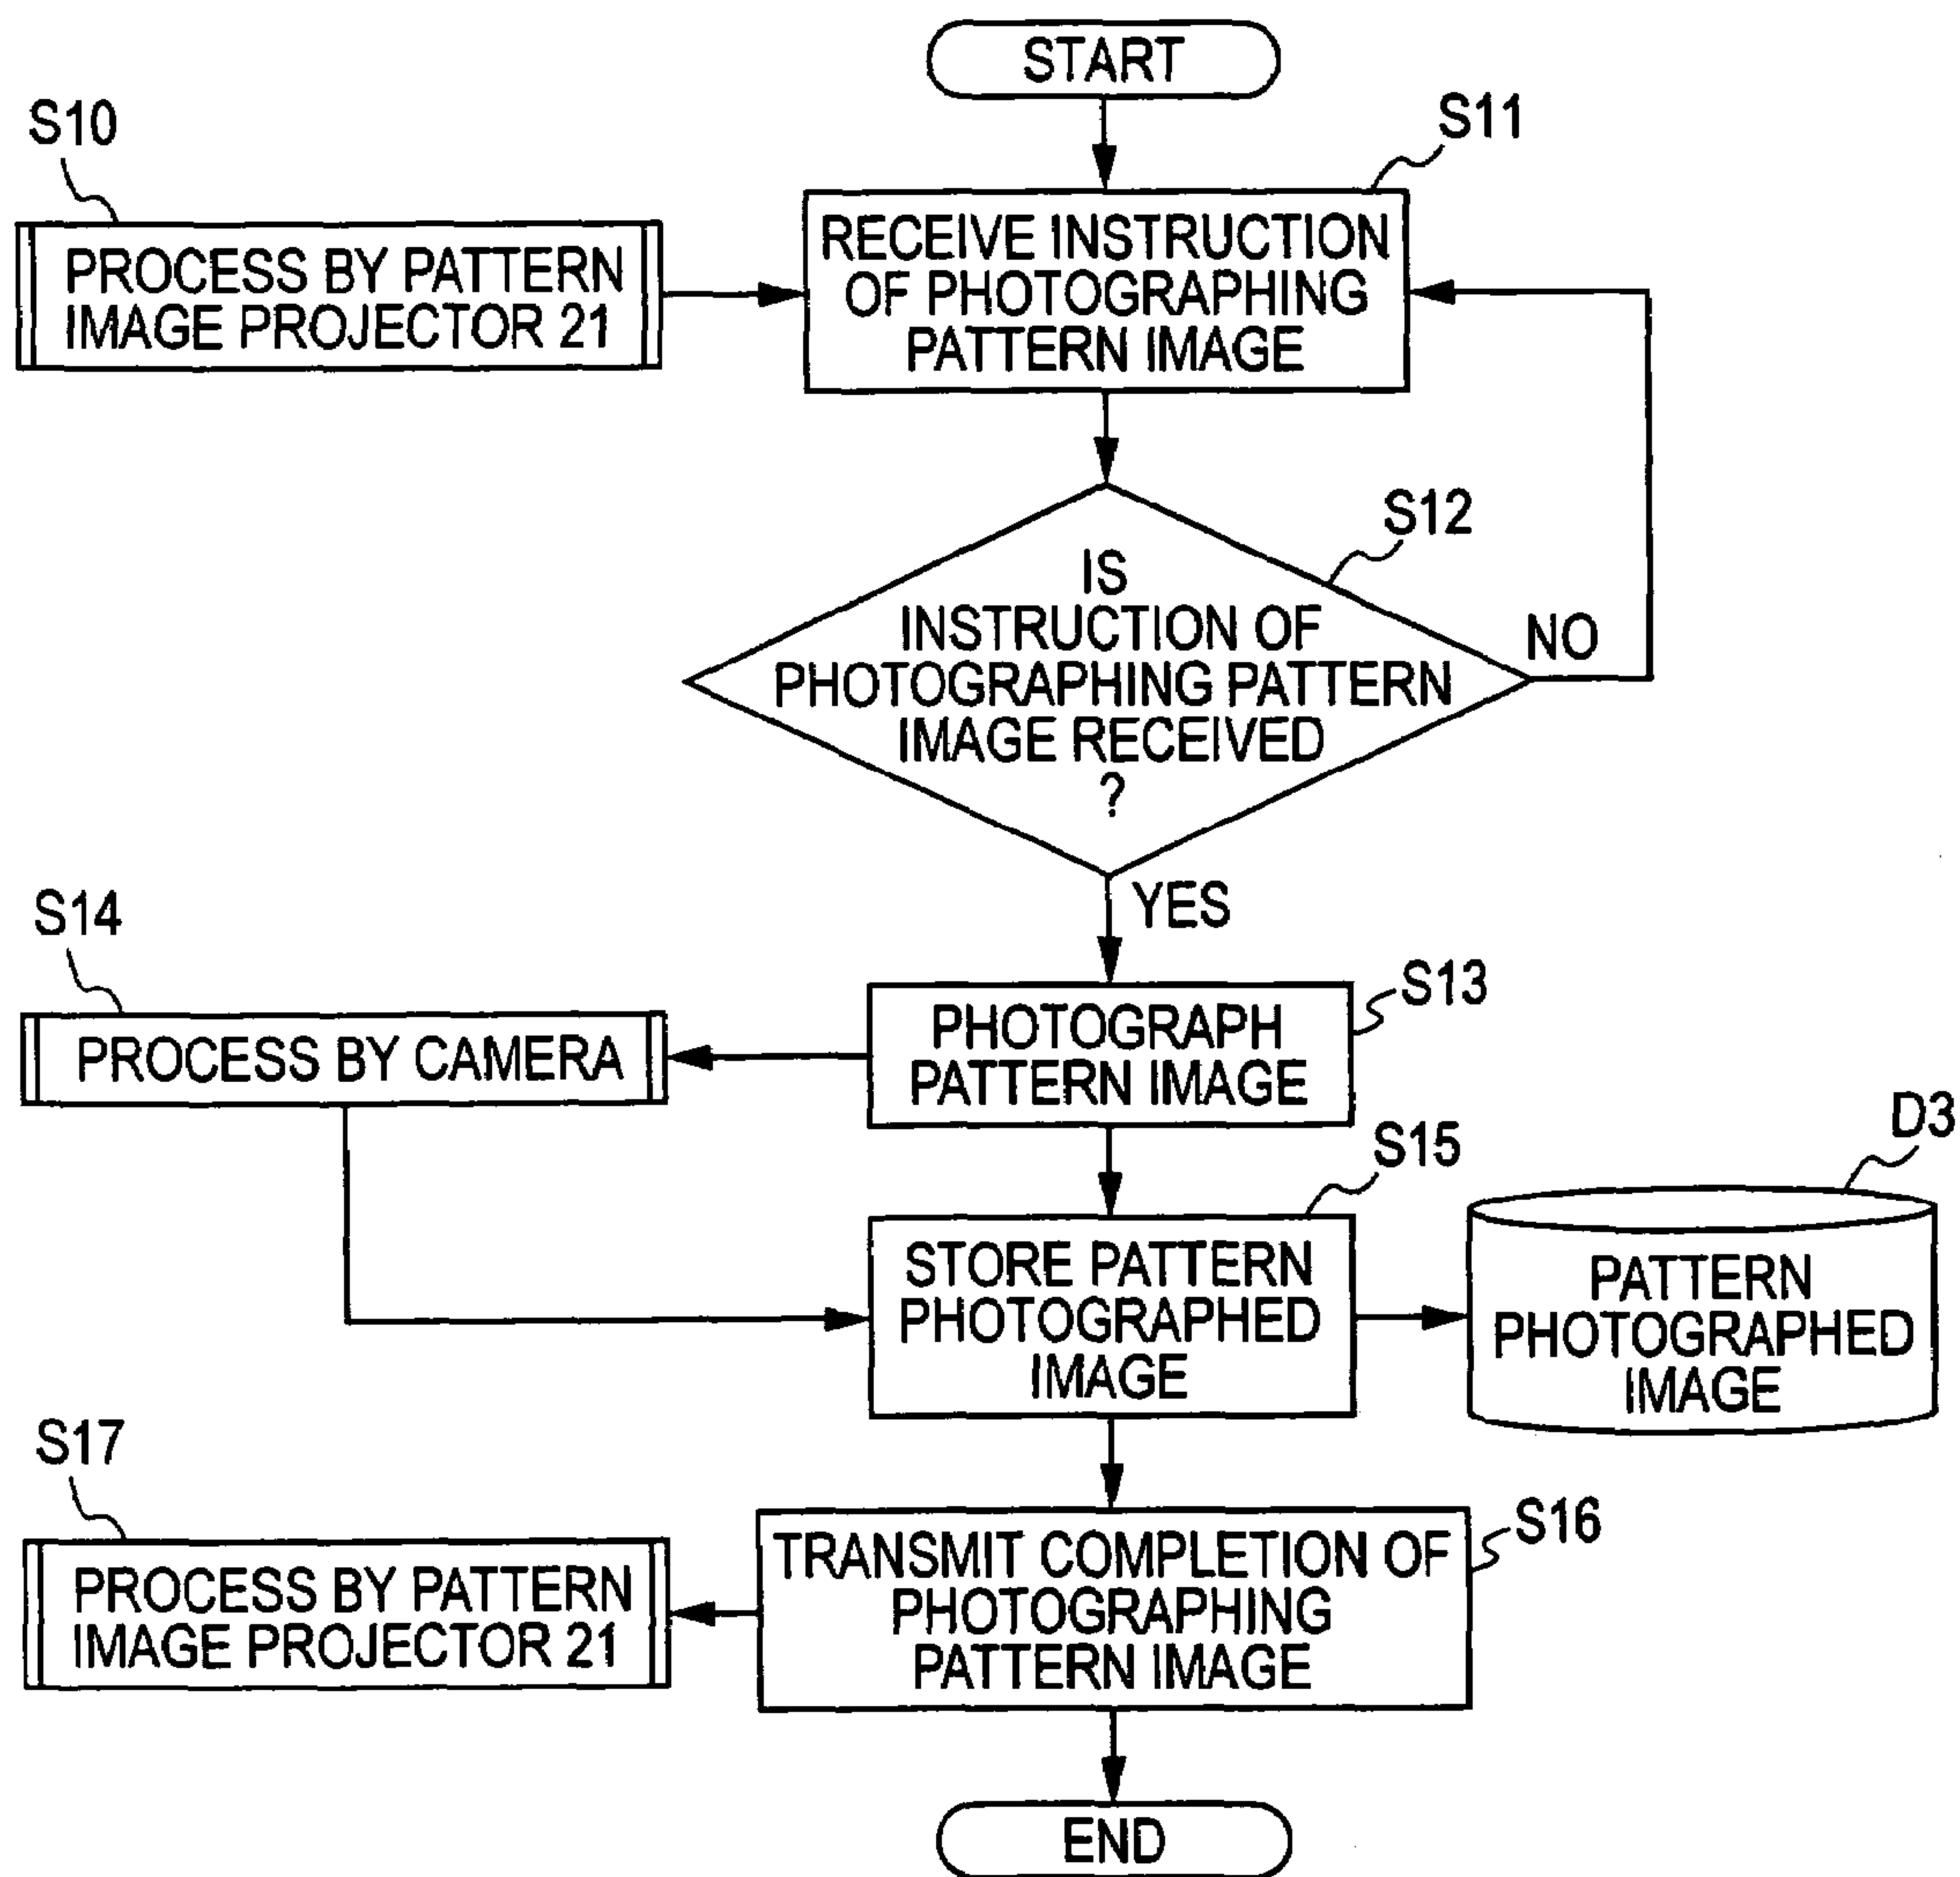 START
S10
S11
PROCESS BY PATTERN
IMAGE PROJECTOR 21
RECEIVE INSTRUCTION
OF PHOTOGRAPHING
PATTERN IMAGE
S12
IS
INSTRUCTION OF
PHOTOGRAPHING PATTERN
IMAGE RECEIVED
?
NO
YES
S14
S13
PROCESS BY CAMERA
PHOTOGRAPH
PATTERN IMAGE
S15
D3
STORE PATTERN
PHOTOGRAPHED
IMAGE
PATTERN
PHOTOGRAPHED
IMAGE
S17
S16
PROCESS BY PATTERN
IMAGE PROJECTOR 21
TRANSMIT COMPLETION OF
PHOTOGRAPHING
PATTERN IMAGE
END